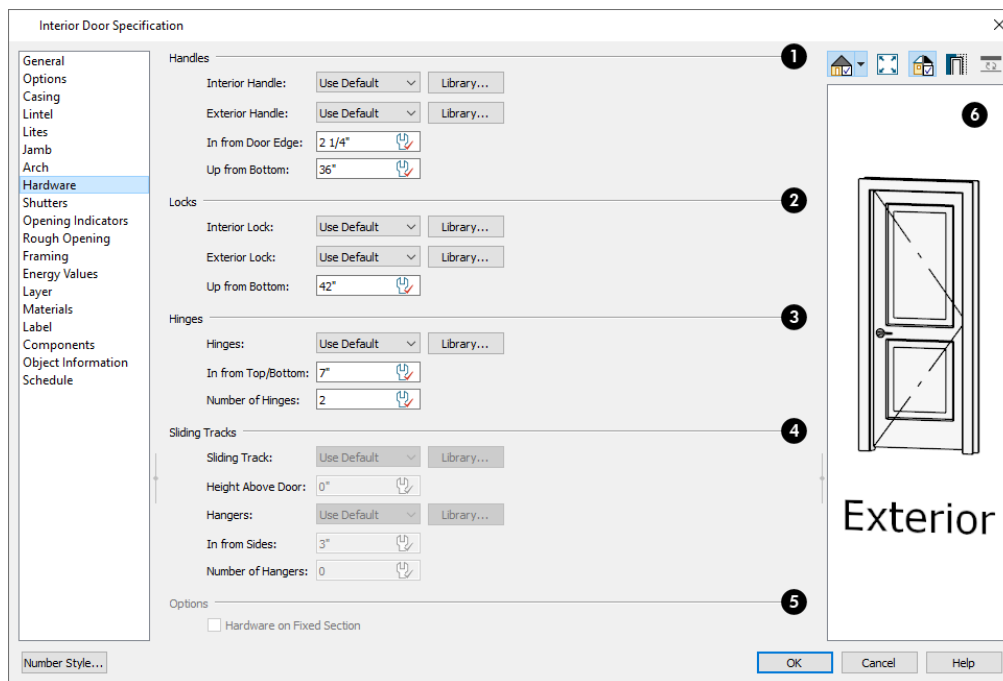 Interior Door Specification
General
Options
Casing
Lintel
Lites
Jamb
Arch
Hardware
Shutters
Opening Indicators
Rough Opening
Framing
Energy Values
Layer
Materials
Label
Components
Object Information
Schedule
Handles 1
Interior Handle: Use Default Library...
Exterior Handle: Use Default Library...
In from Door Edge: 2 1/4"
Up from Bottom: 36"
Locks 2
Interior Lock: Use Default Library...
Exterior Lock: Use Default Library...
Up from Bottom: 42"
Hinges 3
Hinges: Use Default Library...
In from Top/Bottom: 7"
Number of Hinges: 2
Sliding Tracks 4
Sliding Track: Use Default Library...
Height Above Door: 0"
Hangers: Use Default Library...
In from Sides: 3"
Number of Hangers: 0
Options 5
Hardware on Fixed Section
6
Exterior
Number Style... OK Cancel Help